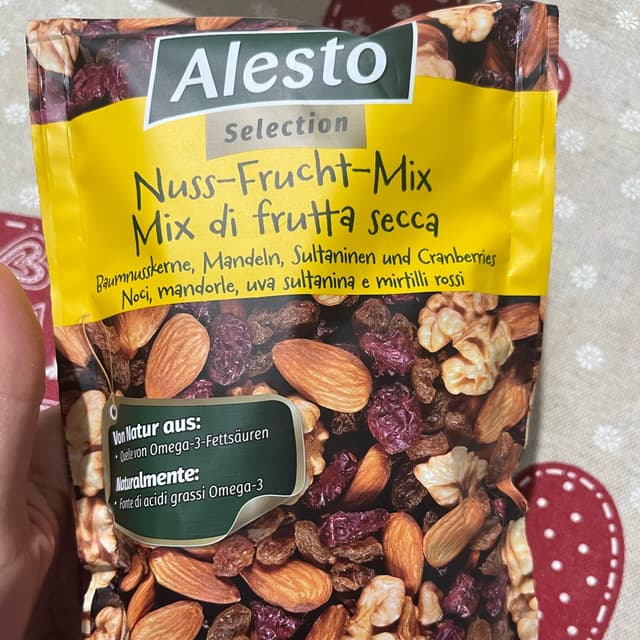 Alesto
Selection
Nuss-Frucht-Mix
Mix di frutta secca
Baumnusskerne, Mandeln, Sultaninen und Cranberries
Noci, mandorle, uva sultanina e mirtilli rossi
Von Natur aus:
• Quelle von Omega-3-Fettsäuren
Naturalmente:
• Fonte di acidi grassi Omega-3